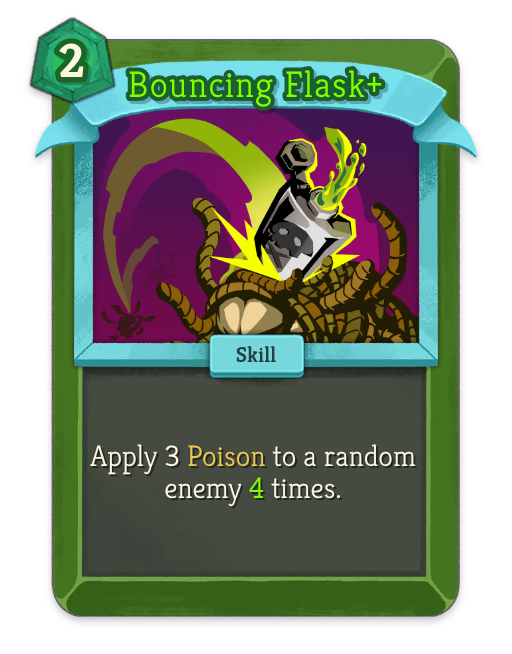 2
Bouncing Flask+
Skill
Apply 3 Poison to a random
enemy 4 times.